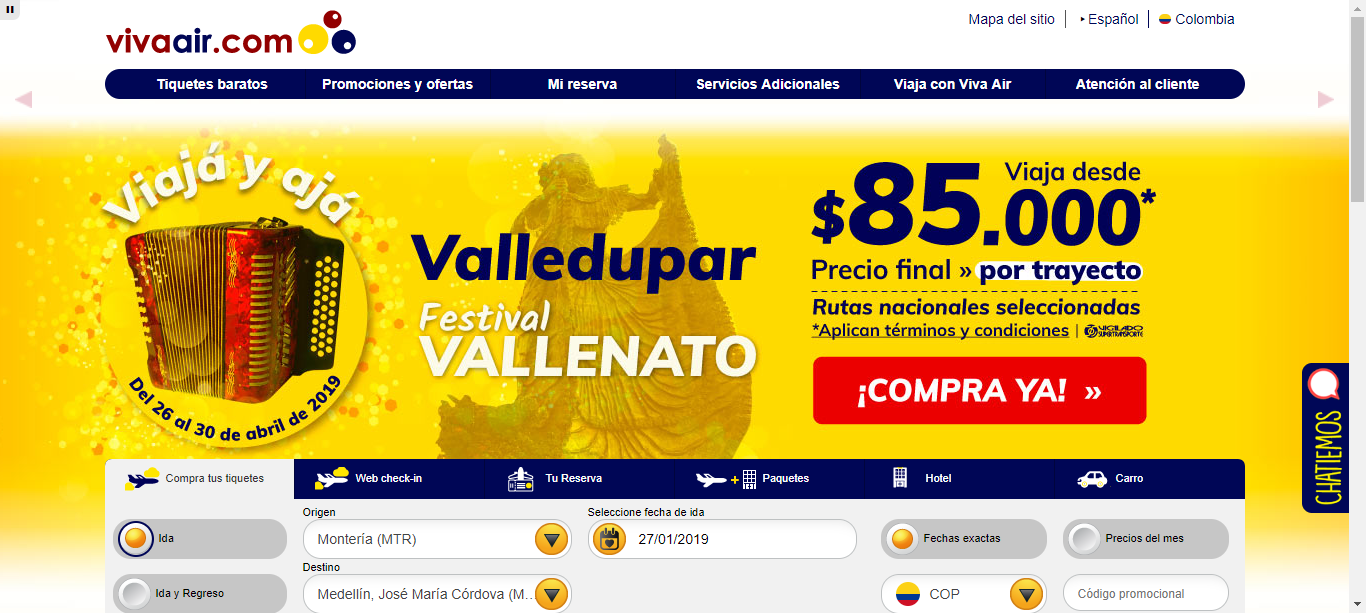 vivaair.com
Mapa del sitio
Español
Colombia
Tiquetes baratos
Promociones y ofertas
Mi reserva
Servicios Adicionales
Viaja con Viva Air
Atención al cliente
Viajá y ajá
Del 26 al 30 de abril de 2019
Valledupar
Festival
VALLENATO
Viaja desde
$85.000*
Precio final » por trayecto
Rutas nacionales seleccionadas
*Aplican términos y condiciones | VIGILADO
SUPERTRANSPORTE
¡COMPRA YA! »
CHATIEMOS
Compra tus tiquetes
Web check-in
Tu Reserva
Paquetes
Hotel
Carro
Ida
Origen
Montería (MTR)
Seleccione fecha de ida
27/01/2019
Fechas exactas
Precios del mes
Ida y Regreso
Destino
Medellín, José María Córdova (M...
COP
Código promocional